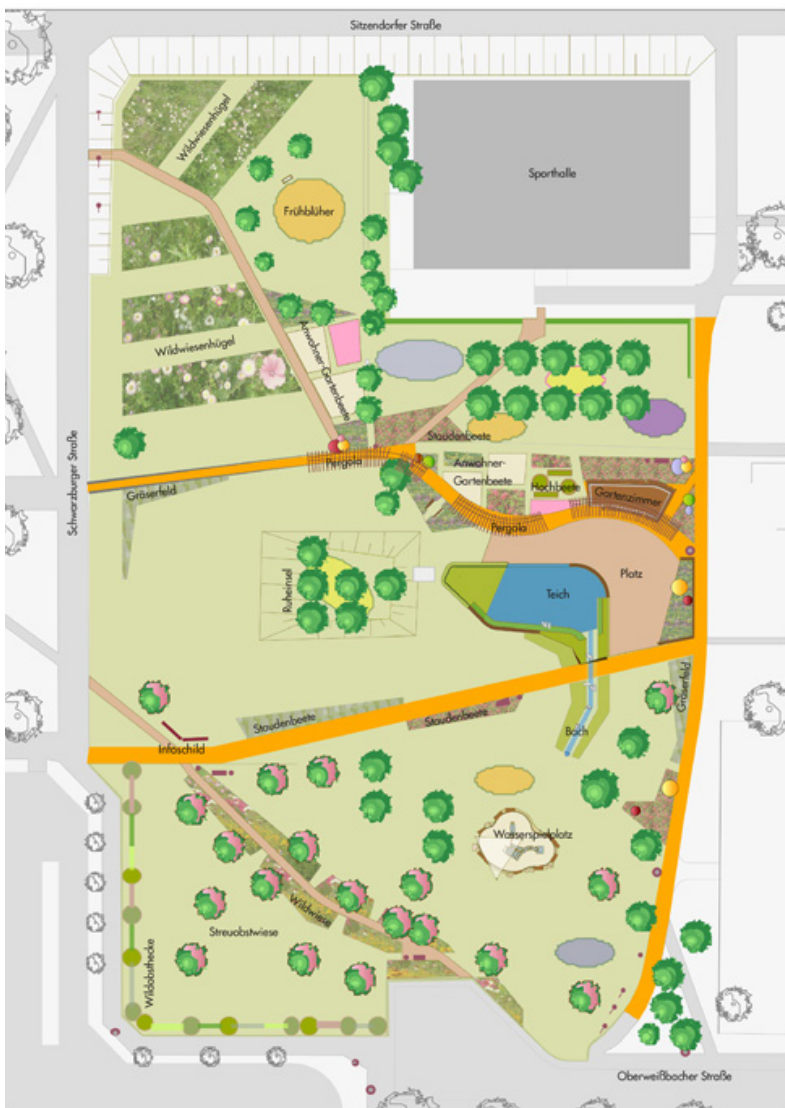 Sitzendorfer Straße
Wildwiesenhügel
Sporthalle
Frühblüher
Anwohner-Gartenbeete
Wildwiesenhügel
Schwarzburger Straße
Staudenbeete
Pergola
Anwohner-
Gartenbeete
Hochbeete
Gartenzimmer
Gräserfeld
Pergola
Platz
Ruheinsel
Teich
Gräserfeld
Staudenbeete
Staudenbeete
Infoschild
Bach
Wasserspielplatz
Wildwiese
Streuobstwiese
Wildobsthecke
Oberweißbacher Straße